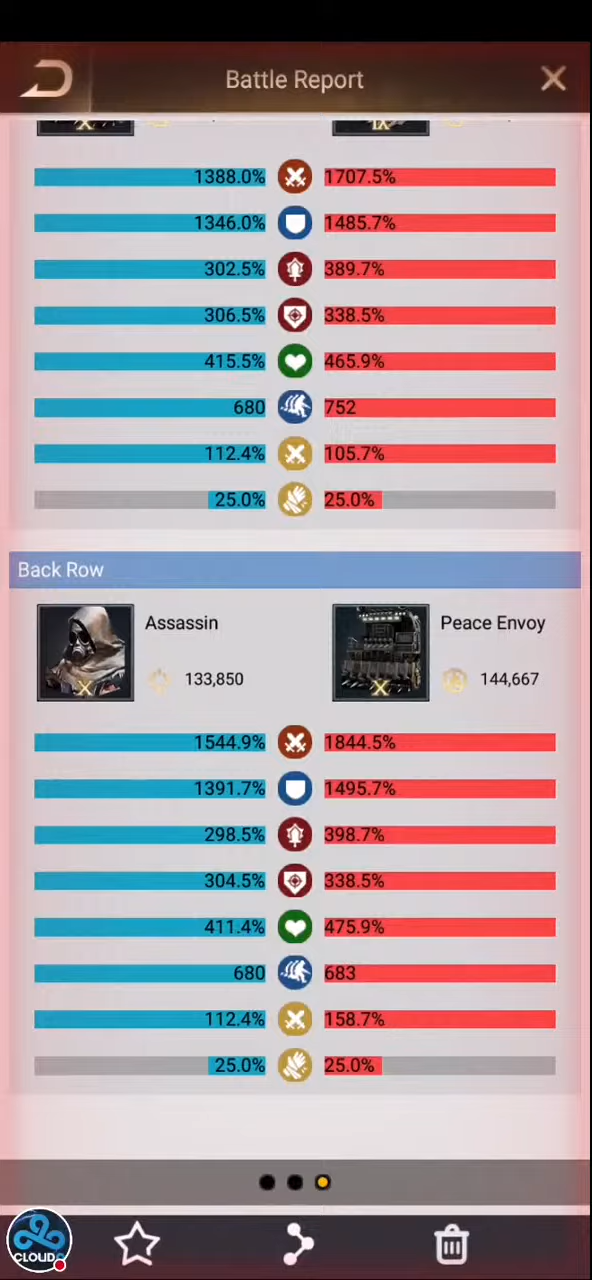 Battle Report
X
IX
1388.0% 1707.5%
1346.0% 1485.7%
302.5% 389.7%
306.5% 338.5%
415.5% 465.9%
680 752
112.4% 105.7%
25.0% 25.0%
Back Row
Assassin Peace Envoy
X 133,850 X 144,667
1544.9% 1844.5%
1391.7% 1495.7%
298.5% 398.7%
304.5% 338.5%
411.4% 475.9%
680 683
112.4% 158.7%
25.0% 25.0%
CLOUD9